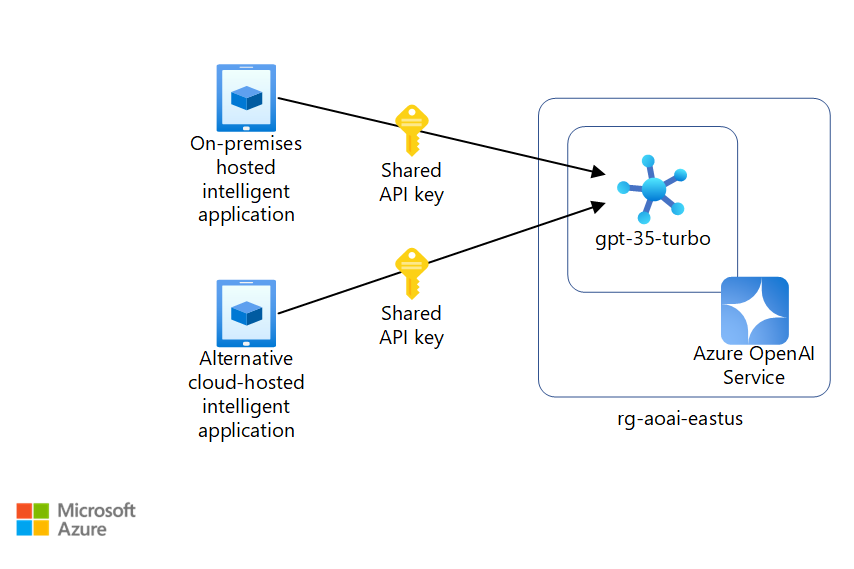 On-premises
hosted
intelligent
application
Shared
API key
gpt-35-turbo
Shared
API key
Alternative
cloud-hosted
intelligent
application
Azure OpenAI
Service
rg-aoai-eastus
Microsoft
Azure